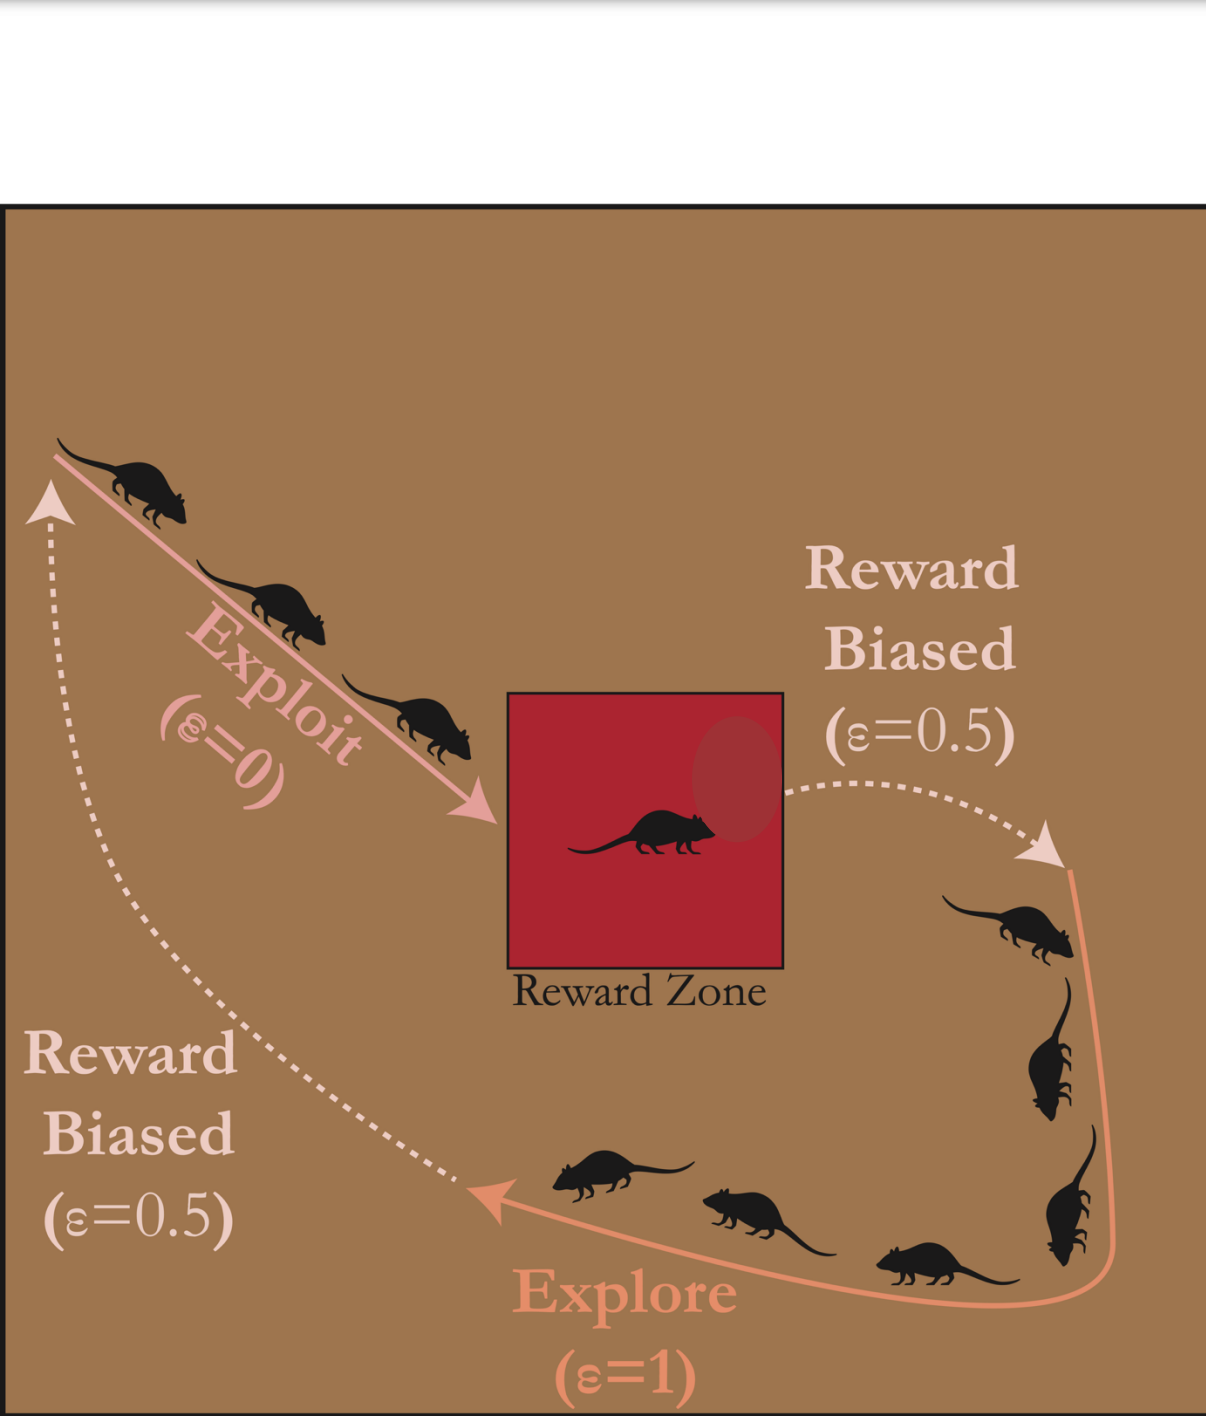 Exploit
(ε=0)
Reward
Biased
(ε=0.5)
Reward Zone
Reward
Biased
(ε=0.5)
Explore
(ε=1)